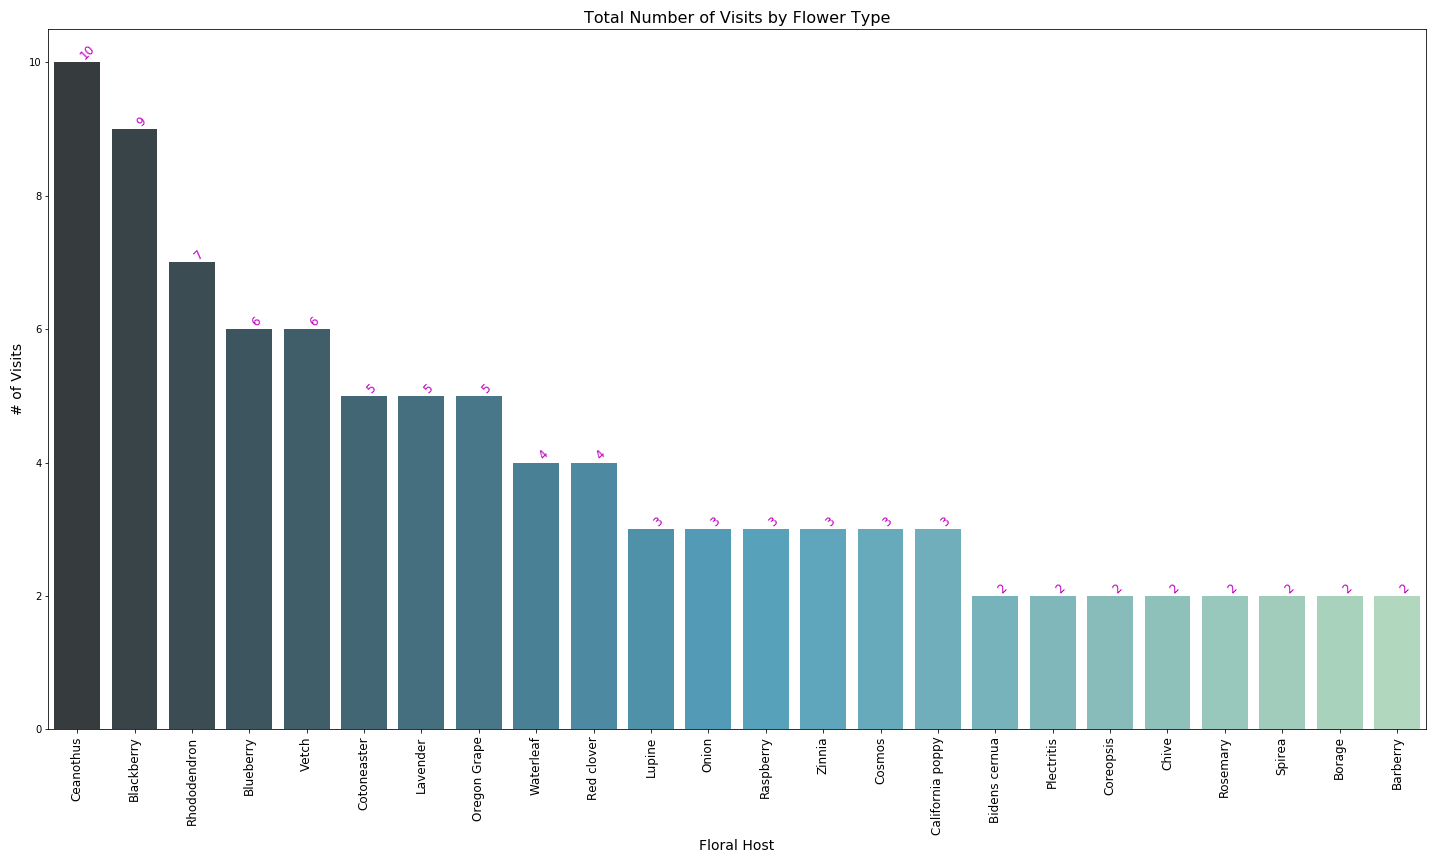 Total Number of Visits by Flower Type
# of Visits
10
8
6
4
2
0
10
9
7
6
6
5
5
5
4
4
3
3
3
3
3
3
2
2
2
2
2
2
2
2
Ceanothus
Blackberry
Rhododendron
Blueberry
Vetch
Cotoneaster
Lavender
Oregon Grape
Waterleaf
Red clover
Lupine
Onion
Raspberry
Zinnia
Cosmos
California poppy
Bidens cernua
Plectritis
Coreopsis
Chive
Rosemary
Spirea
Borage
Barberry
Floral Host